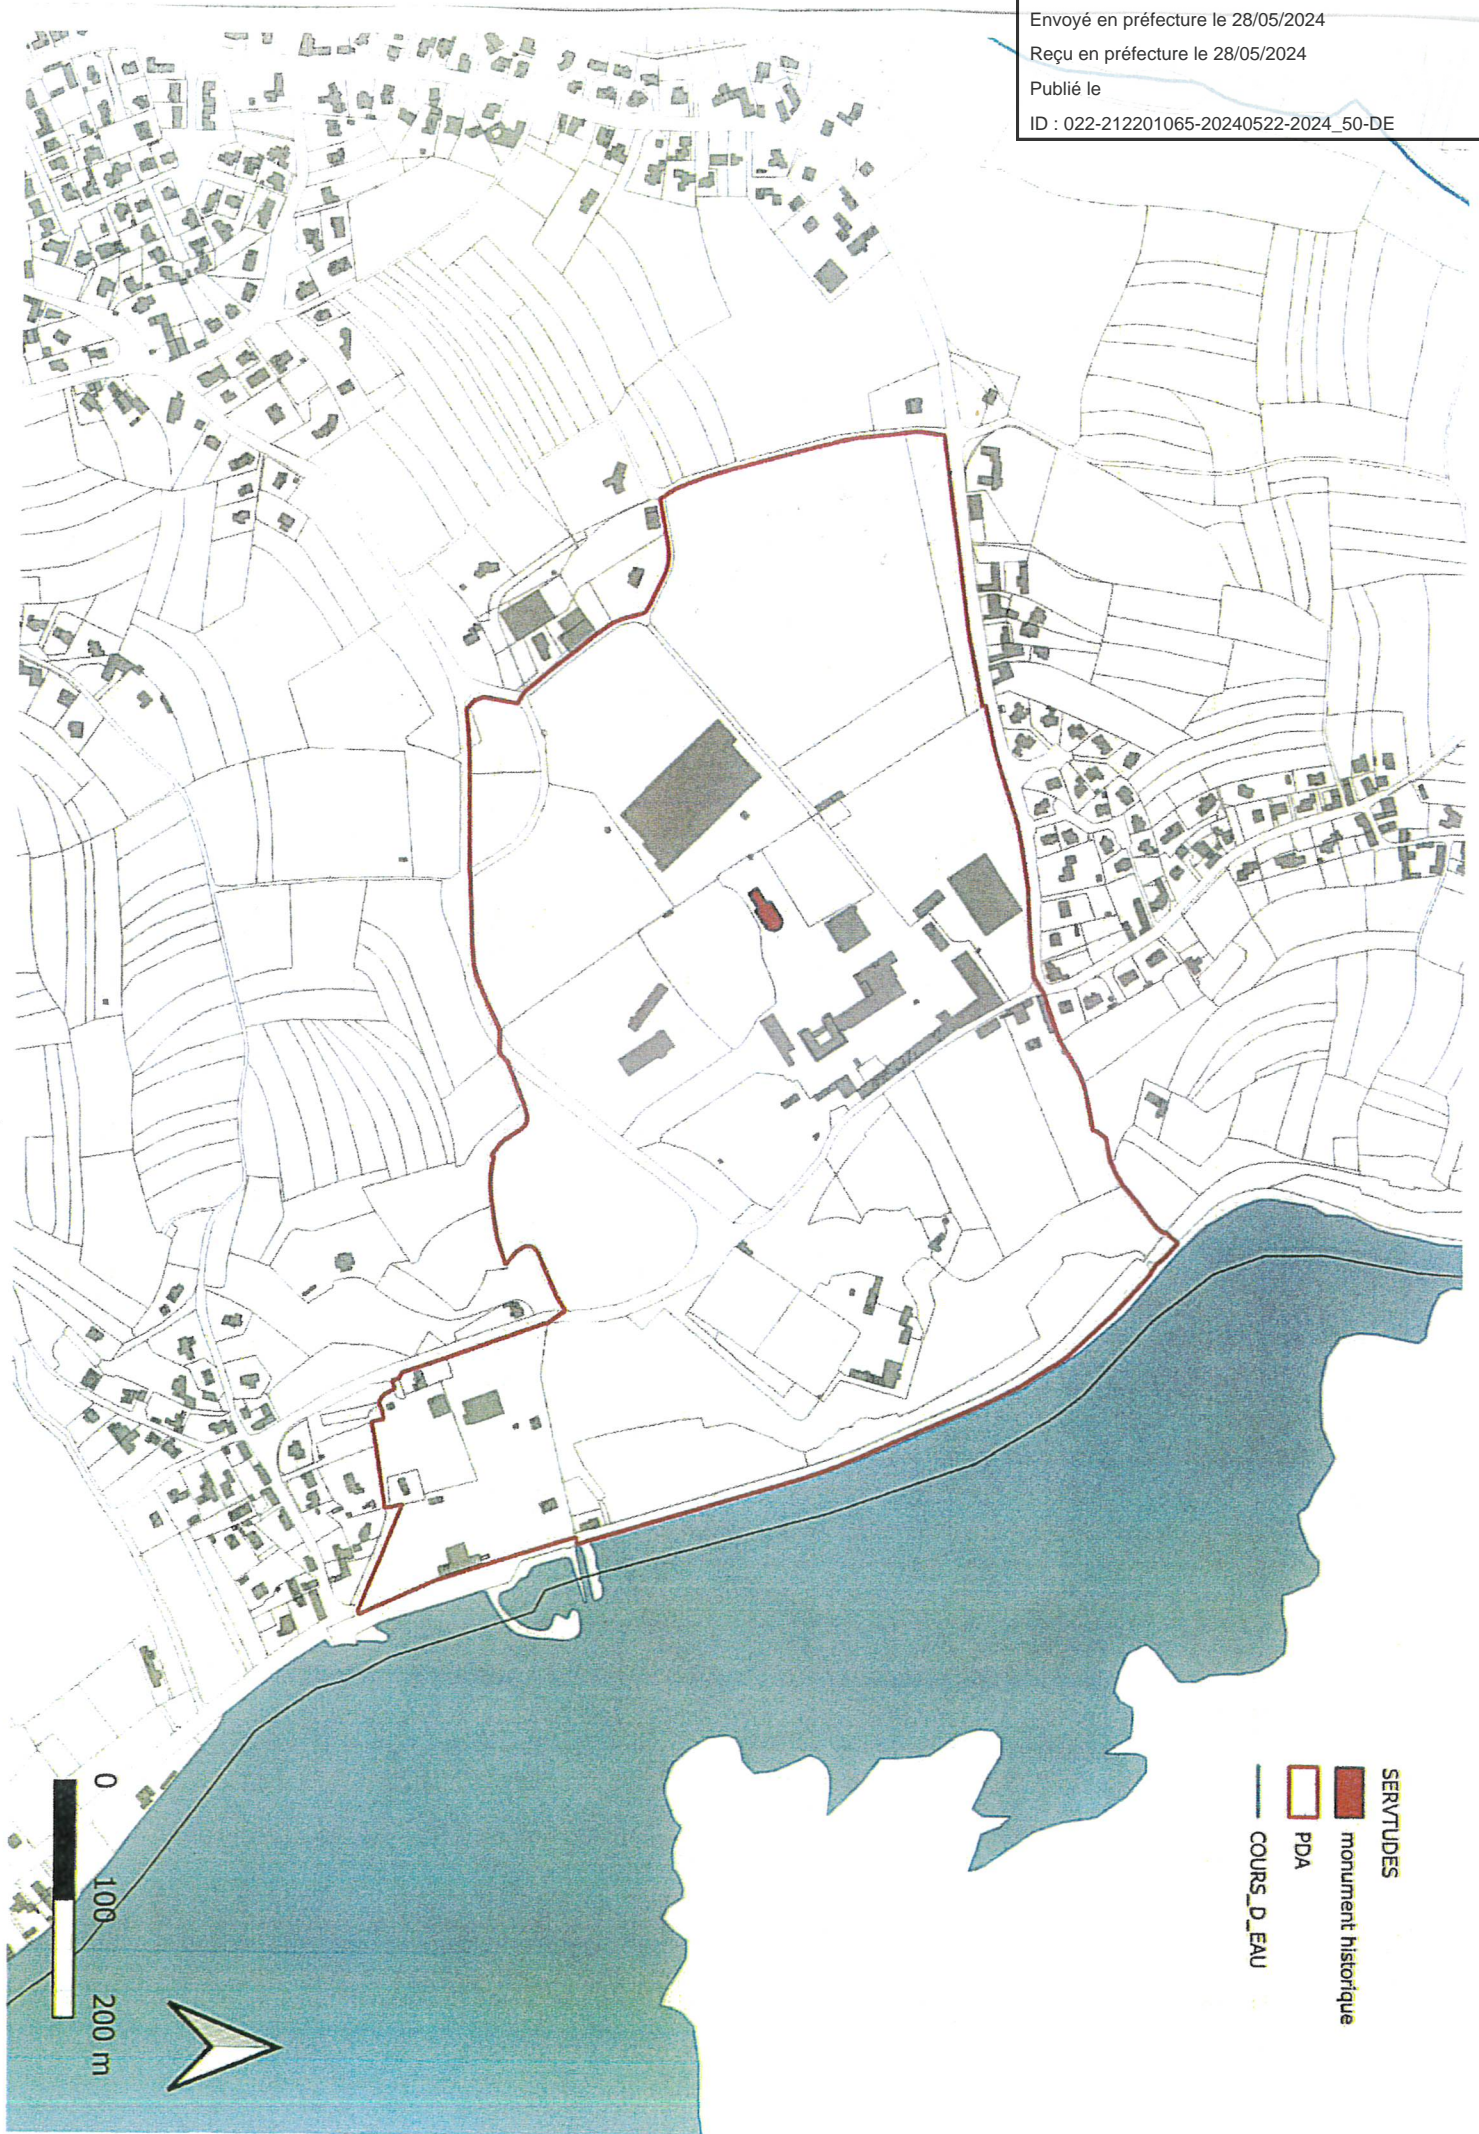 Envoyé en préfecture le 28/05/2024
Reçu en préfecture le 28/05/2024
Publié le
ID : 022-212201065-20240522-2024_50-DE
SERVTUDES
monument historique
PDA
COURS_D_EAU
0 100 200 m